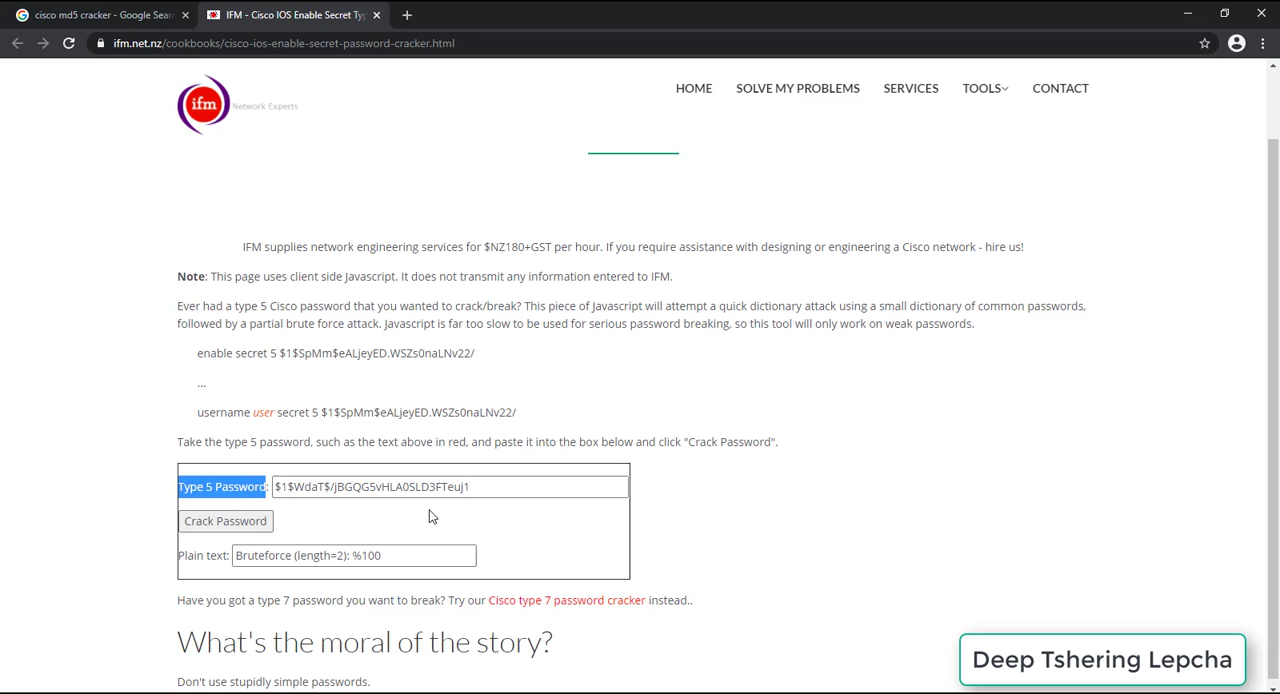 cisco md5 cracker - Google Sear
IFM - Cisco IOS Enable Secret Ty
ifm.net.nz/cookbooks/cisco-ios-enable-secret-password-cracker.html
ifm Network Experts
HOME SOLVE MY PROBLEMS SERVICES TOOLS CONTACT
IFM supplies network engineering services for $NZ180+GST per hour. If you require assistance with designing or engineering a Cisco network - hire us!
Note: This page uses client side Javascript. It does not transmit any information entered to IFM.
Ever had a type 5 Cisco password that you wanted to crack/break? This piece of Javascript will attempt a quick dictionary attack using a small dictionary of common passwords,
followed by a partial brute force attack. Javascript is far too slow to be used for serious password breaking, so this tool will only work on weak passwords.
enable secret 5 $1$SpMm$eALjeyED.WSZs0naLNv22/
...
username user secret 5 $1$SpMm$eALjeyED.WSZs0naLNv22/
Take the type 5 password, such as the text above in red, and paste it into the box below and click "Crack Password".
Type 5 Password: $1$WdaT$/jBGQG5vHLA0SLD3FTeuj1
Crack Password
Plain text: Bruteforce (length=2): %100
Have you got a type 7 password you want to break? Try our Cisco type 7 password cracker instead..
What's the moral of the story?
Don't use stupidly simple passwords.
Deep Tshering Lepcha